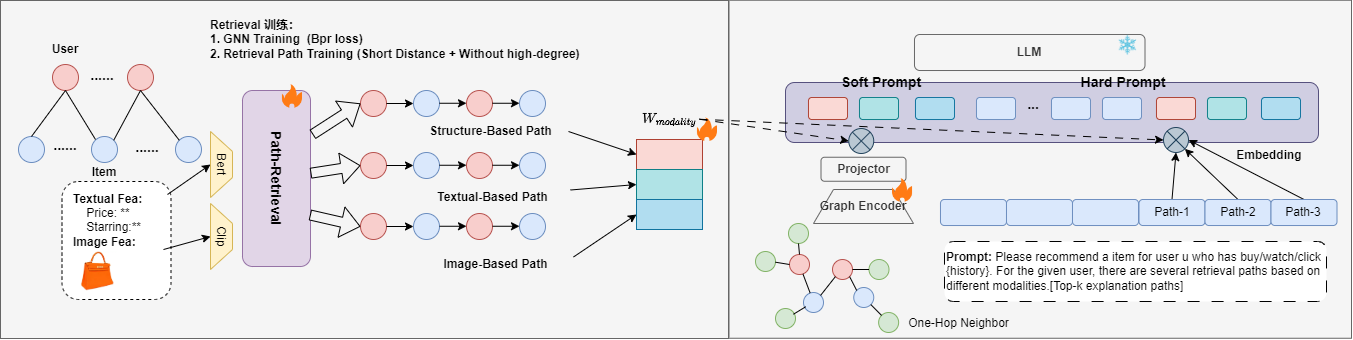 Retrieval 训练：
1. GNN Training  (Bpr loss)
2. Retrieval Path Training (Short Distance + Without high-degree)
User
......
......
......
Item
Textual Fea:
Price: **
Starring:**
Image Fea:
Bert
Clip
Path-Retrieval
Structure-Based Path
Textual-Based Path
Image-Based Path
W_modality
LLM
Soft Prompt
Hard Prompt
...
Embedding
Projector
Graph Encoder
Path-1
Path-2
Path-3
Prompt: Please recommend a item for user u who has buy/watch/click
{history}. For the given user, there are several retrieval paths based on
different modalities.[Top-k explanation paths]
One-Hop Neighbor